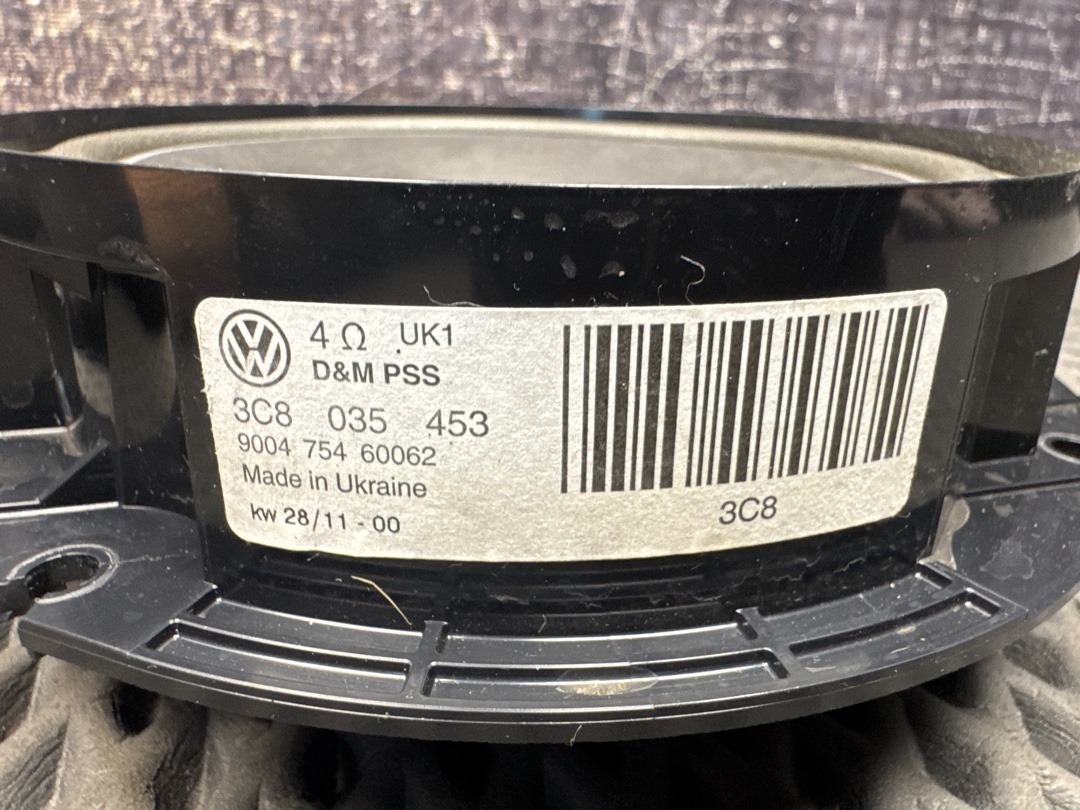 4 Ω UK1
D&M PSS
3C8 035 453
9004 754 60062
Made in Ukraine
kw 28/11 - 00
3C8